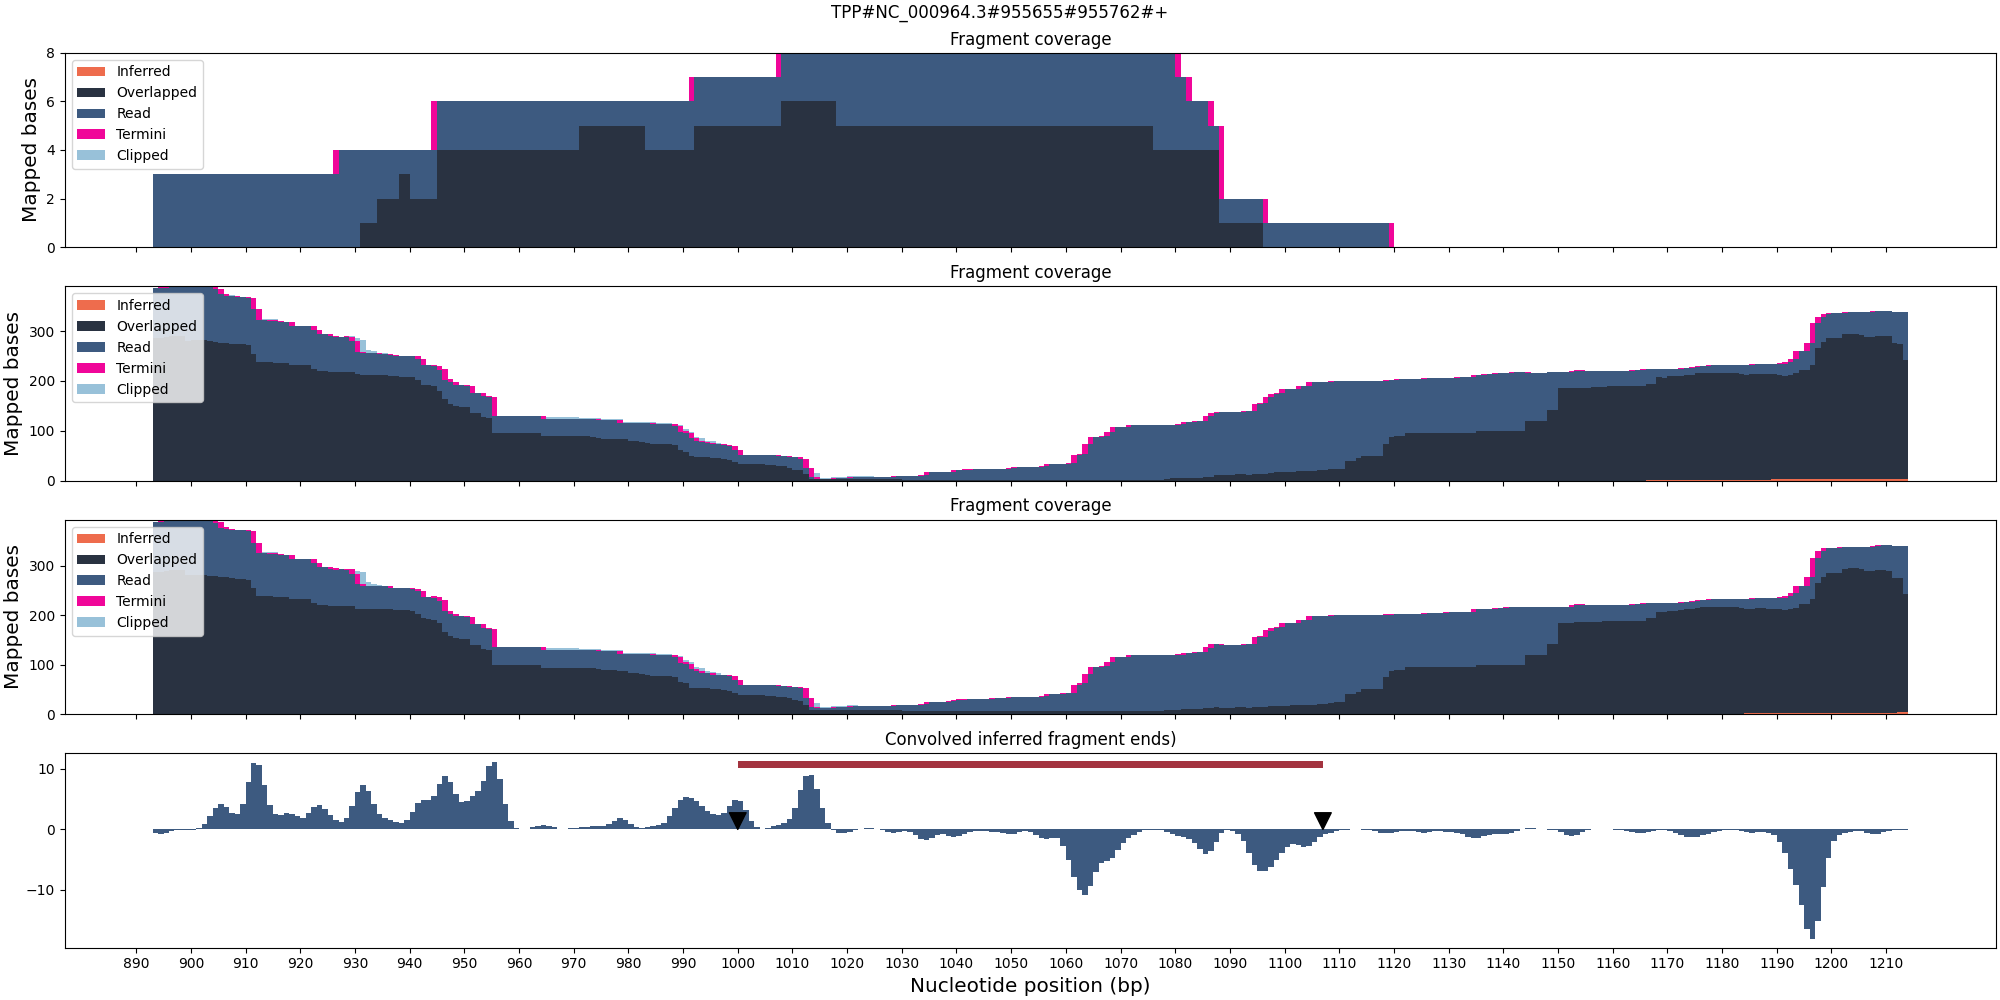 TPP#NC_000964.3#955655#955762#+
Fragment coverage
Mapped bases
8
6
4
2
0
Inferred
Overlapped
Read
Termini
Clipped
Fragment coverage
Mapped bases
300
200
100
0
Inferred
Overlapped
Read
Termini
Clipped
Fragment coverage
Mapped bases
300
200
100
0
Inferred
Overlapped
Read
Termini
Clipped
Convolved inferred fragment ends)
10
0
−10
890 900 910 920 930 940 950 960 970 980 990 1000 1010 1020 1030 1040 1050 1060 1070 1080 1090 1100 1110 1120 1130 1140 1150 1160 1170 1180 1190 1200 1210
Nucleotide position (bp)